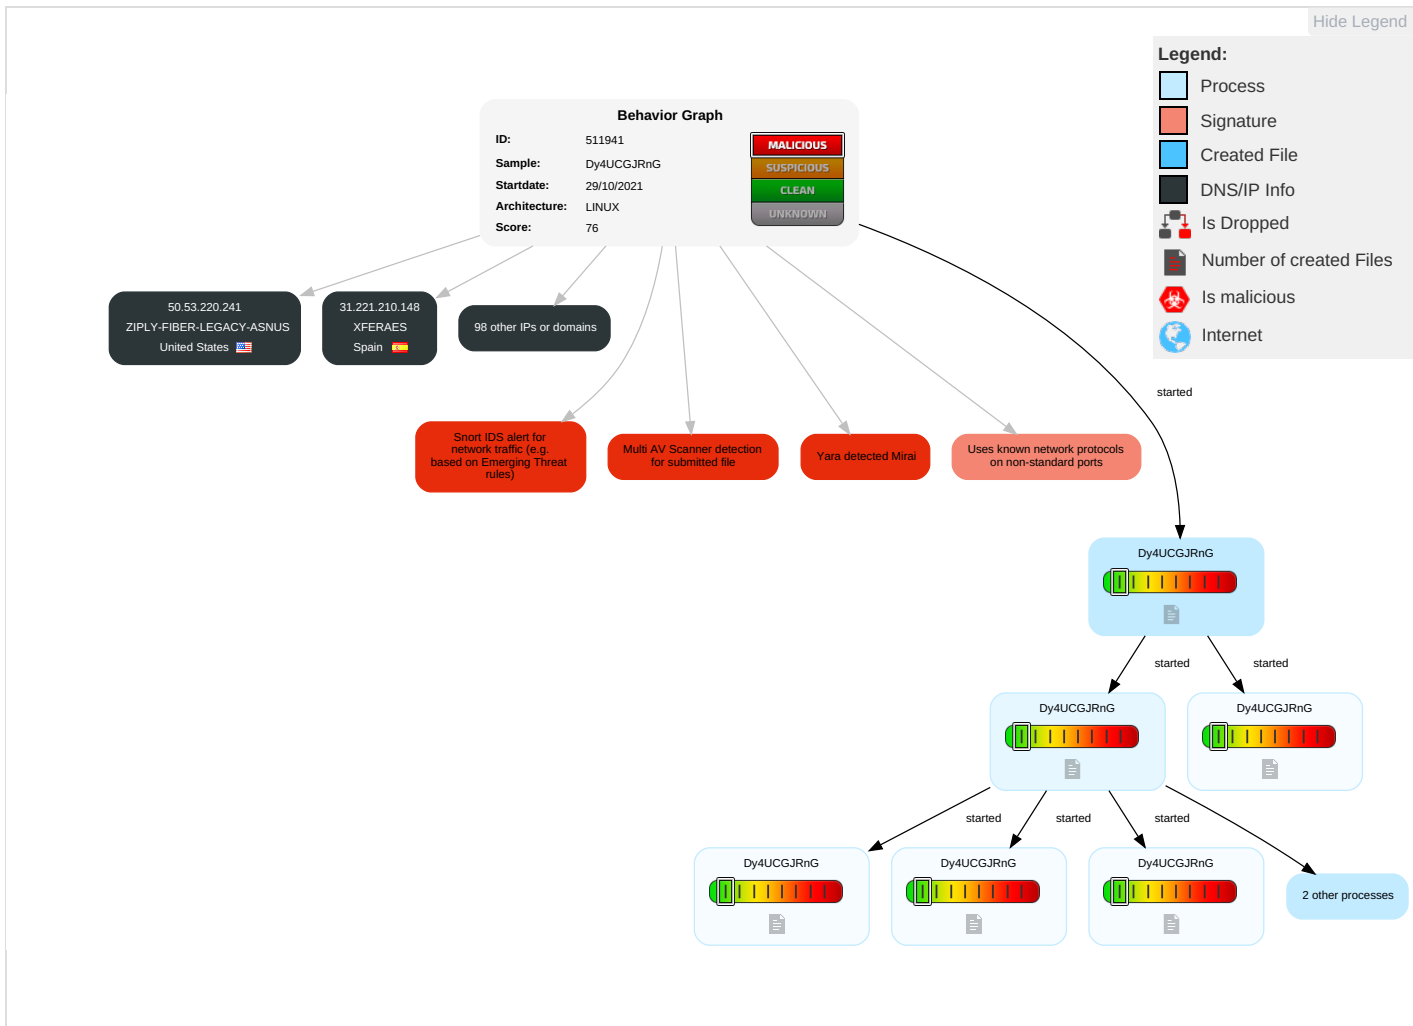 Hide Legend
Legend:
Process
Signature
Created File
DNS/IP Info
Is Dropped
Number of created Files
Is malicious
Internet
Behavior Graph
ID: 511941
Sample: Dy4UCGJRnG
Startdate: 29/10/2021
Architecture: LINUX
Score: 76
MALICIOUS
SUSPICIOUS
CLEAN
UNKNOWN
50.53.220.241
ZIPLY-FIBER-LEGACY-ASNUS
United States
31.221.210.148
XFERAES
Spain
98 other IPs or domains
started
Snort IDS alert for
network traffic (e.g.
based on Emerging Threat
rules)
Multi AV Scanner detection
for submitted file
Yara detected Mirai
Uses known network protocols
on non-standard ports
Dy4UCGJRnG
started
started
Dy4UCGJRnG
Dy4UCGJRnG
started
started
started
Dy4UCGJRnG
Dy4UCGJRnG
Dy4UCGJRnG
2 other processes